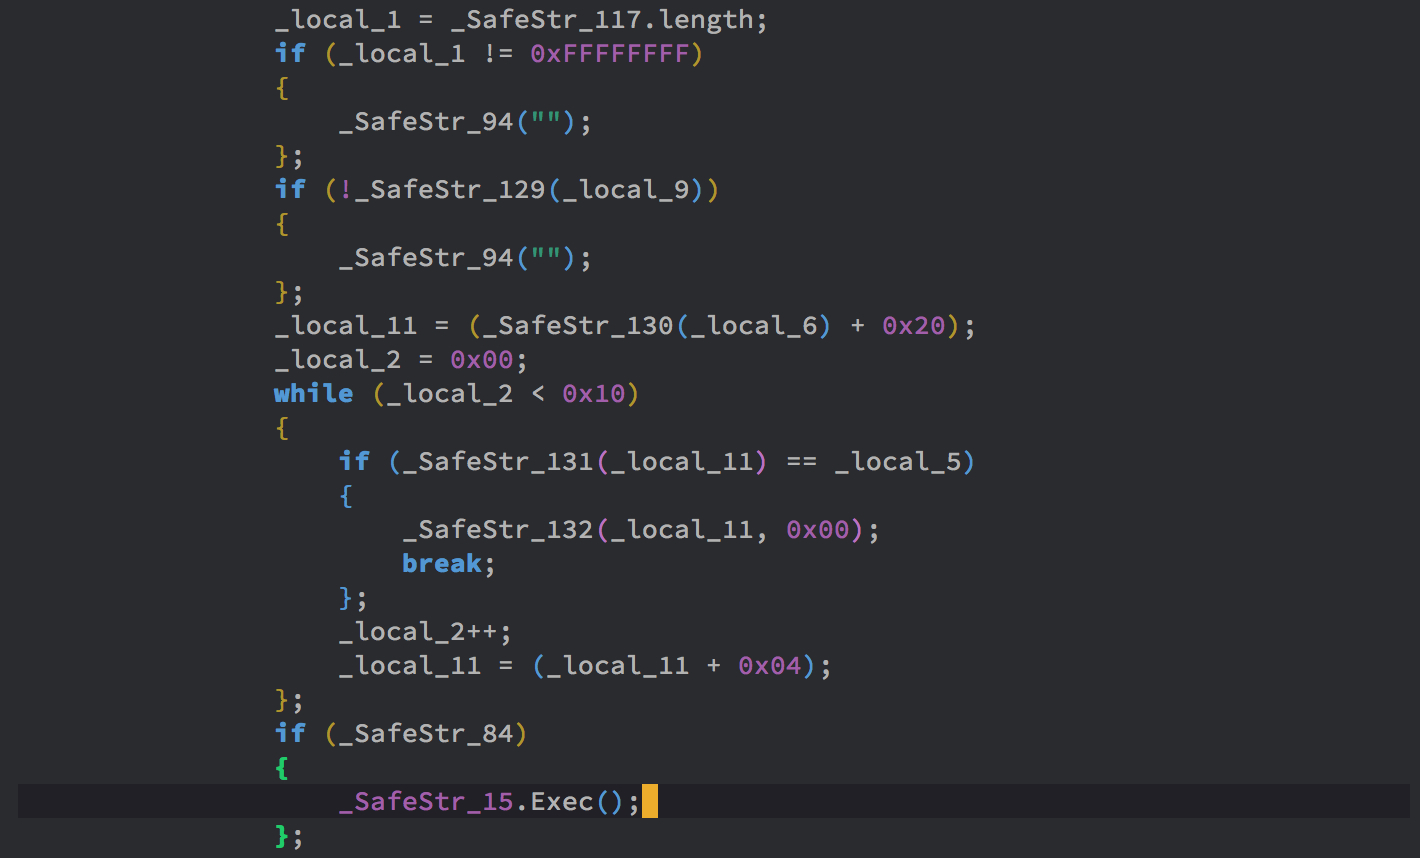 _local_1 = _SafeStr_117.length;
if (_local_1 != 0xFFFFFFFF)
{
    _SafeStr_94("");
};
if (!_SafeStr_129(_local_9))
{
    _SafeStr_94("");
};
_local_11 = (_SafeStr_130(_local_6) + 0x20);
_local_2 = 0x00;
while (_local_2 < 0x10)
{
    if (_SafeStr_131(_local_11) == _local_5)
    {
        _SafeStr_132(_local_11, 0x00);
        break;
    };
    _local_2++;
    _local_11 = (_local_11 + 0x04);
};
if (_SafeStr_84)
{
    _SafeStr_15.Exec();
};